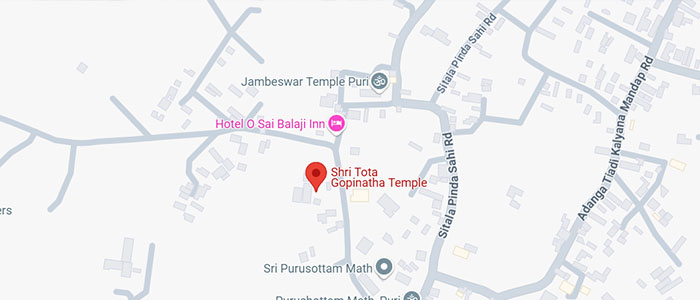 Sitala Pinda Sahi Rd
Jambeswar Temple Puri
Hotel O Sai Balaji Inn
Adanga Tiadi Kalyana Mandap Rd
Shri Tota
Gopinatha Temple
Sitala Pinda Sahi Rd
ers
Sri Purusottam Math
Purushottam Math, Puri